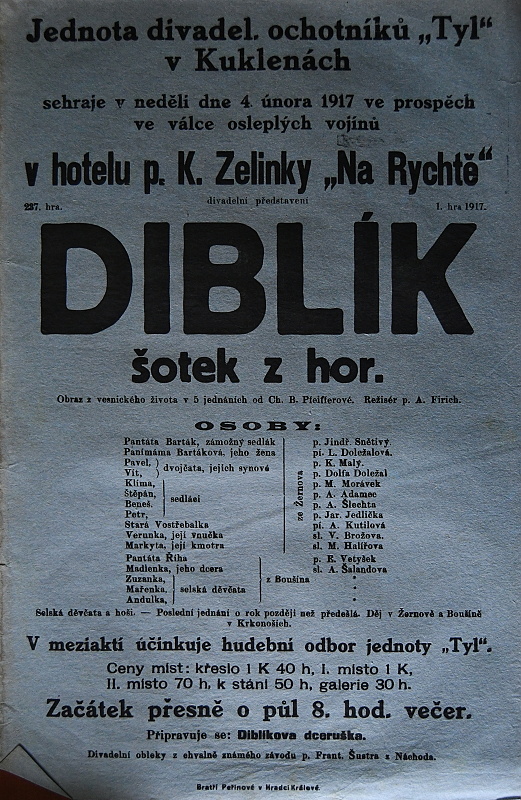 Jednota divadel. ochotníků „Tyl“
v Kuklenách
sehraje v neděli dne 4. února 1917 ve prospěch
ve válce osleplých vojínů
v hotelu p. K. Zelinky „Na Rychtě“
divadelní představení
237. hra. 1. hra 1917.
DIBLÍK
šotek z hor.
Obraz z vesnického života v 5 jednáních od Ch. B. Pfeifferové. Režisér p. A. Firich.
OSOBY:
Pantáta Barták, zámožný sedlák p. Jindř. Snětivý.
Panímáma Bartáková, jeho žena pí. L. Doležalová.
Pavel, p. K. Malý.
Vít, dvojčata, jejich synové p. Dolfa Doležal
Klíma, p. M. Morávek
Štěpán, p. A. Adamec
Beneš, sedláci p. A. Šlechta
Petr, p. Jar. Jedlička
Stará Vostřebalka pí. A. Kutilová
Verunka, její vnučka sl. V. Brožova.
Markyta, její kmotra sl. M. Halířova
ze Žernova
Pantáta Říha p. E. Vetyšek
Madlenka, jeho dcera sl. A. Šalandova
Zuzanka, z Boušína *
Mařenka, selská děvčata *
Andulka, *
Selská děvčata a hoši. — Poslední jednání o rok později než předešlá. Děj v Žernově a Boušíně
v Krkonoších.
V meziaktí účinkuje hudební odbor jednoty „Tyl“.
Ceny míst: křeslo 1 K 40 h, I. místo 1 K,
II. místo 70 h, k stání 50 h, galerie 30 h.
Začátek přesně o půl 8. hod. večer.
Připravuje se: Diblíkova dceruška.
Divadelní obleky z chvalně známého závodu p. Frant. Šustra z Náchoda.
Bratří Peřinové v Hradci Králové.